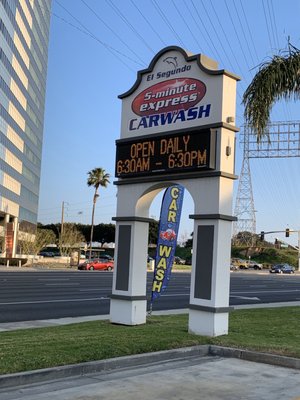 El Segundo
5-minute
express
CARWASH
OPEN DAILY
6:30AM - 6:30PM
CAR WASH